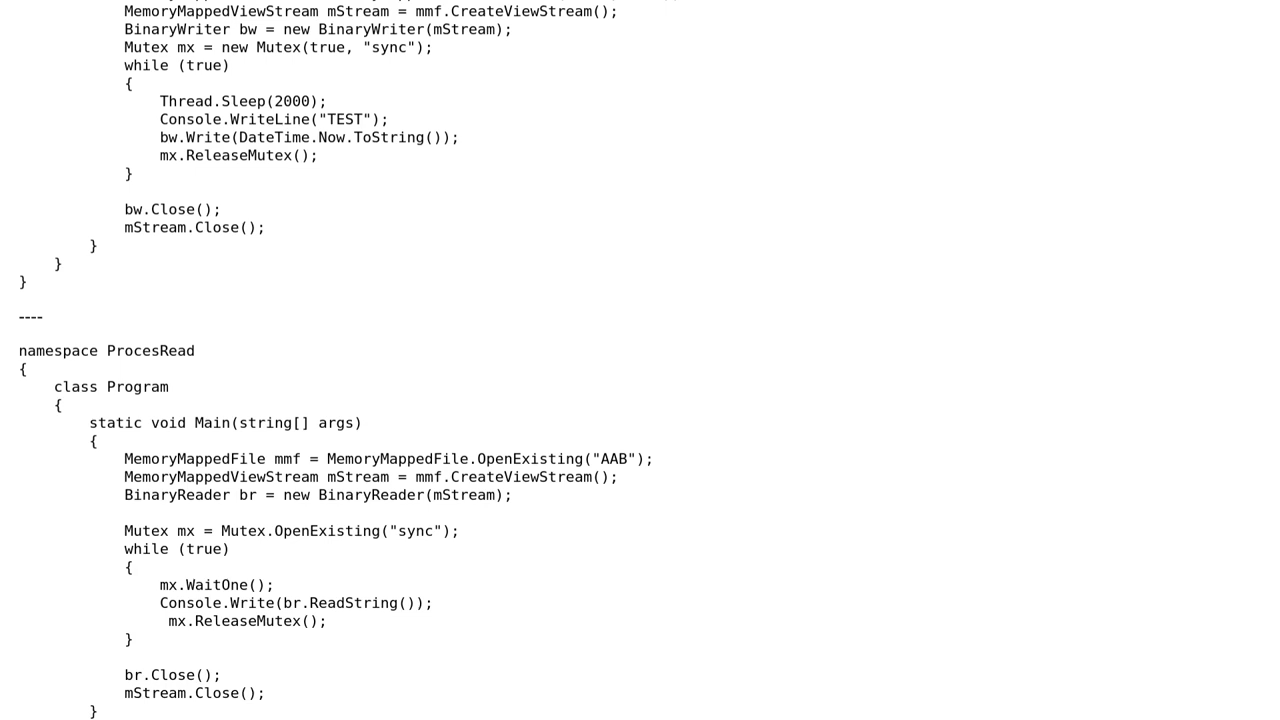 MemoryMappedViewStream mStream = mmf.CreateViewStream();
BinaryWriter bw = new BinaryWriter(mStream);
Mutex mx = new Mutex(true, "sync");
while (true)
{
Thread.Sleep(2000);
Console.WriteLine("TEST");
bw.Write(DateTime.Now.ToString());
mx.ReleaseMutex();
}
bw.Close();
mStream.Close();
}
}
}
----
namespace ProcesRead
{
class Program
{
static void Main(string[] args)
{
MemoryMappedFile mmf = MemoryMappedFile.OpenExisting("AAB");
MemoryMappedViewStream mStream = mmf.CreateViewStream();
BinaryReader br = new BinaryReader(mStream);
Mutex mx = Mutex.OpenExisting("sync");
while (true)
{
mx.WaitOne();
Console.Write(br.ReadString());
mx.ReleaseMutex();
}
br.Close();
mStream.Close();
}